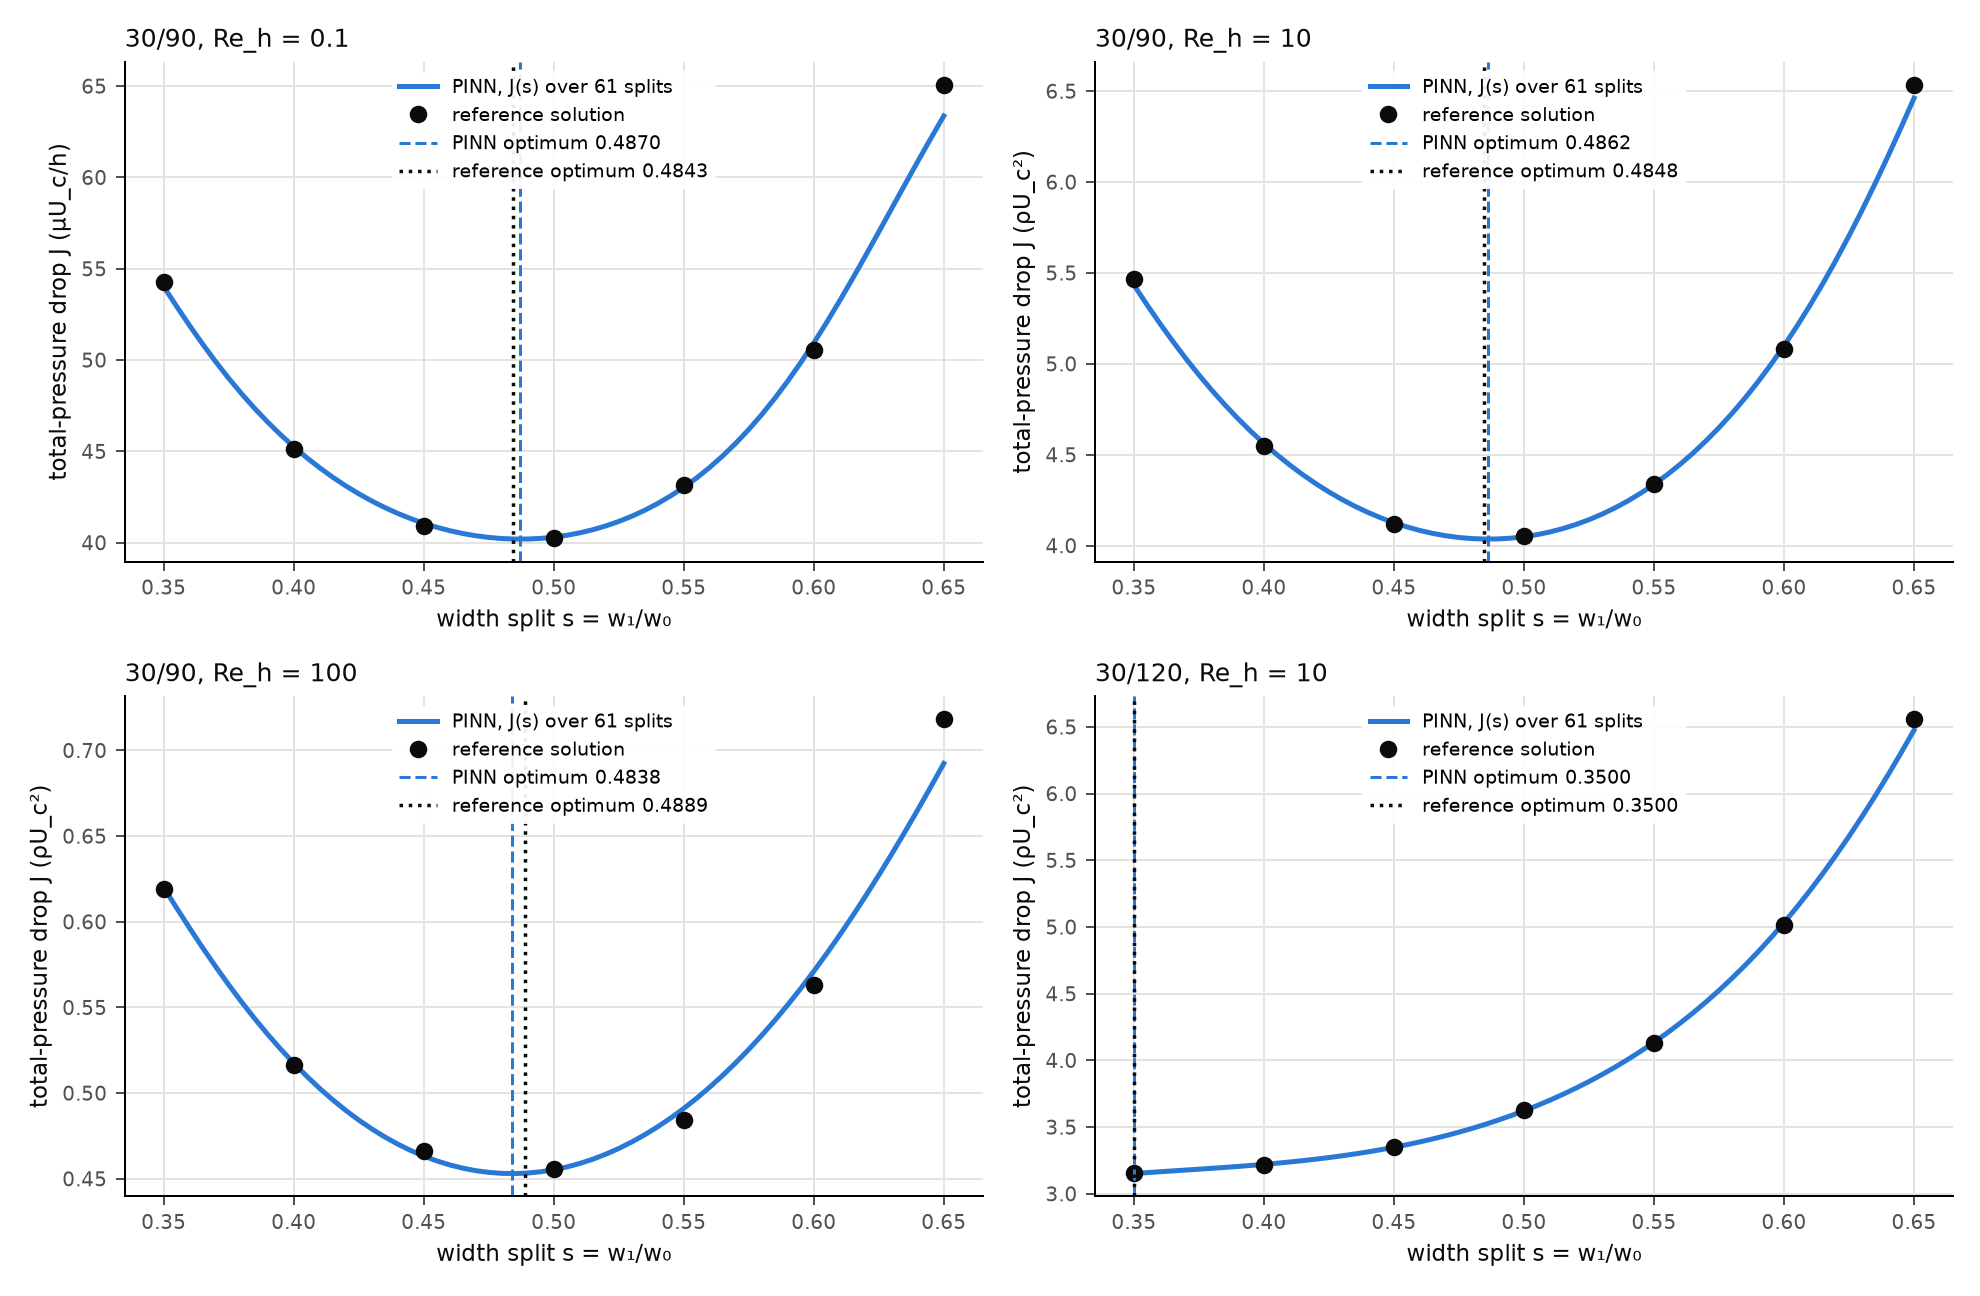 30/90, Re_h = 0.1
total-pressure drop J (μU_c/h)
65
60
55
50
45
40
PINN, J(s) over 61 splits
reference solution
PINN optimum 0.4870
reference optimum 0.4843
0.35 0.40 0.45 0.50 0.55 0.60 0.65
width split s = w₁/w₀
30/90, Re_h = 10
total-pressure drop J (ρU_c²)
6.5
6.0
5.5
5.0
4.5
4.0
PINN, J(s) over 61 splits
reference solution
PINN optimum 0.4862
reference optimum 0.4848
0.35 0.40 0.45 0.50 0.55 0.60 0.65
width split s = w₁/w₀
30/90, Re_h = 100
total-pressure drop J (ρU_c²)
0.70
0.65
0.60
0.55
0.50
0.45
PINN, J(s) over 61 splits
reference solution
PINN optimum 0.4838
reference optimum 0.4889
0.35 0.40 0.45 0.50 0.55 0.60 0.65
width split s = w₁/w₀
30/120, Re_h = 10
total-pressure drop J (ρU_c²)
6.5
6.0
5.5
5.0
4.5
4.0
3.5
3.0
PINN, J(s) over 61 splits
reference solution
PINN optimum 0.3500
reference optimum 0.3500
0.35 0.40 0.45 0.50 0.55 0.60 0.65
width split s = w₁/w₀